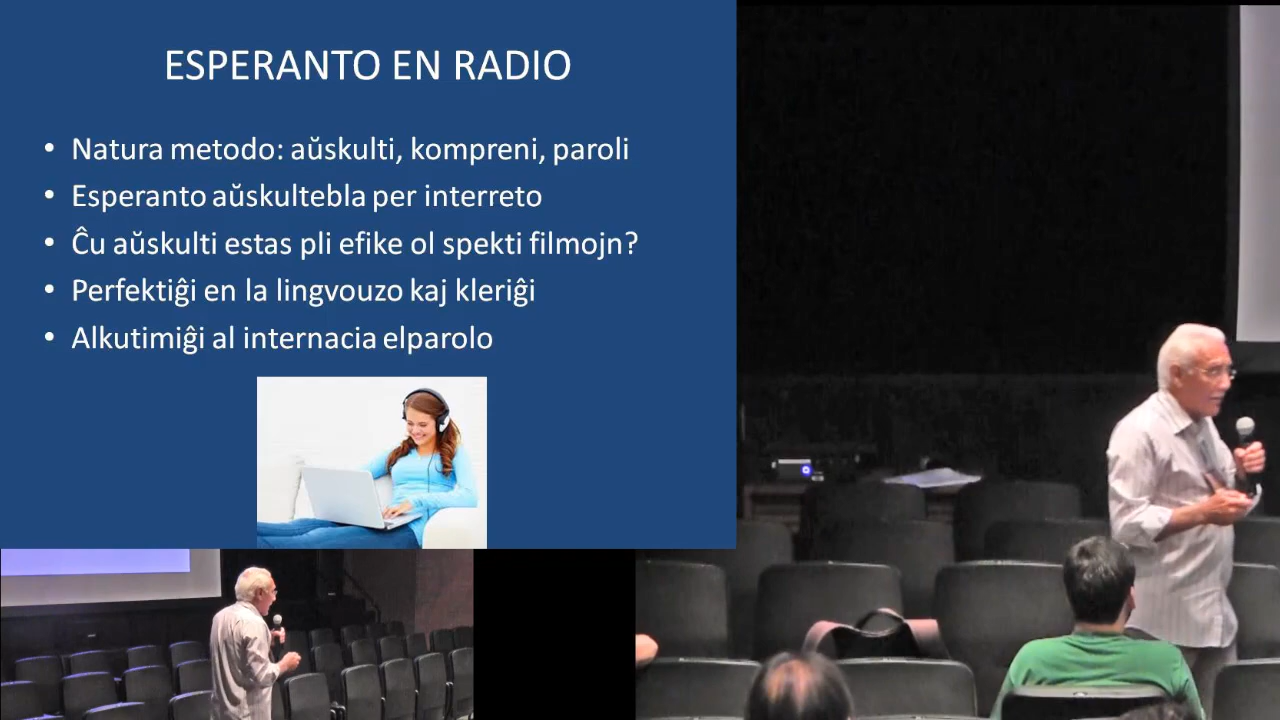 ESPERANTO EN RADIO
• Natura metodo: aŭskulti, kompreni, paroli
• Esperanto aŭskultebla per interreto
• Ĉu aŭskulti estas pli efike ol spekti filmojn?
• Perfektiĝi en la lingvouzo kaj kleriĝi
• Alkutimiĝi al internacia elparolo